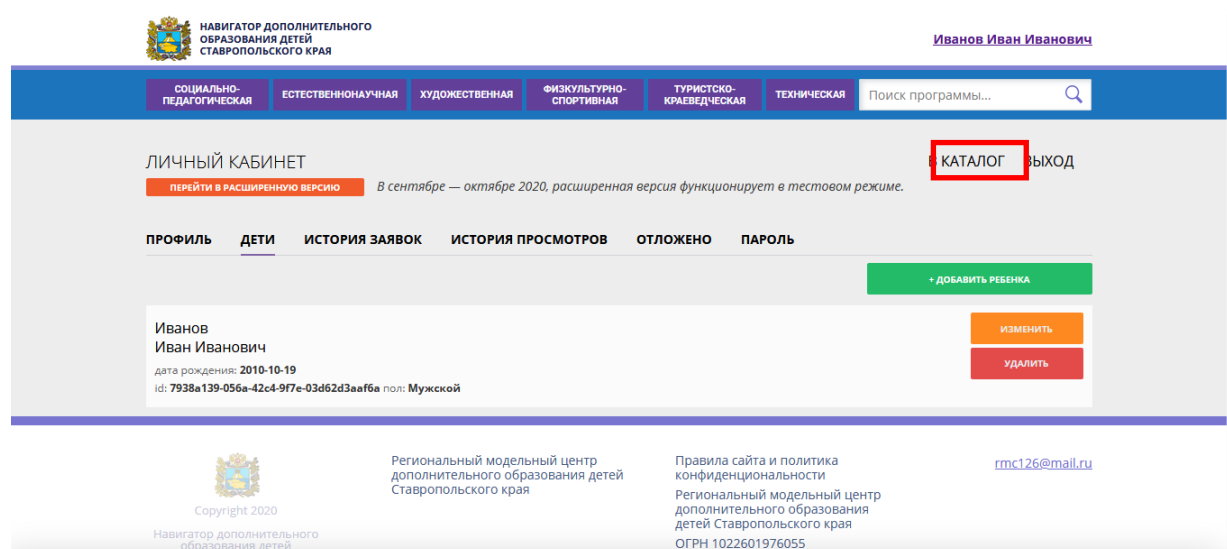 НАВИГАТОР ДОПОЛНИТЕЛЬНОГО
ОБРАЗОВАНИЯ ДЕТЕЙ
СТАВРОПОЛЬСКОГО КРАЯ
Иванов Иван Иванович
СОЦИАЛЬНО-
ПЕДАГОГИЧЕСКАЯ
ЕСТЕСТВЕННОНАУЧНАЯ
ХУДОЖЕСТВЕННАЯ
ФИЗКУЛЬТУРНО-
СПОРТИВНАЯ
ТУРИСТСКО-
КРАЕВЕДЧЕСКАЯ
ТЕХНИЧЕСКАЯ
Поиск программы...
ЛИЧНЫЙ КАБИНЕТ
В КАТАЛОГ ВЫХОД
ПЕРЕЙТИ В РАСШИРЕННУЮ ВЕРСИЮ
В сентябре — октябре 2020, расширенная версия функционирует в тестовом режиме.
ПРОФИЛЬ ДЕТИ ИСТОРИЯ ЗАЯВОК ИСТОРИЯ ПРОСМОТРОВ ОТЛОЖЕНО ПАРОЛЬ
+ ДОБАВИТЬ РЕБЕНКА
Иванов
Иван Иванович
дата рождения: 2010-10-19
id: 7938a139-056a-42c4-9f7e-03d62d3aaf6a пол: Мужской
ИЗМЕНИТЬ
УДАЛИТЬ
Copyright 2020
Навигатор дополнительного
образования детей
Региональный модельный центр
дополнительного образования детей
Ставропольского края
Правила сайта и политика
конфиденциональности
Региональный модельный центр
дополнительного образования
детей Ставропольского края
ОГРН 1022601976055
rmc126@mail.ru